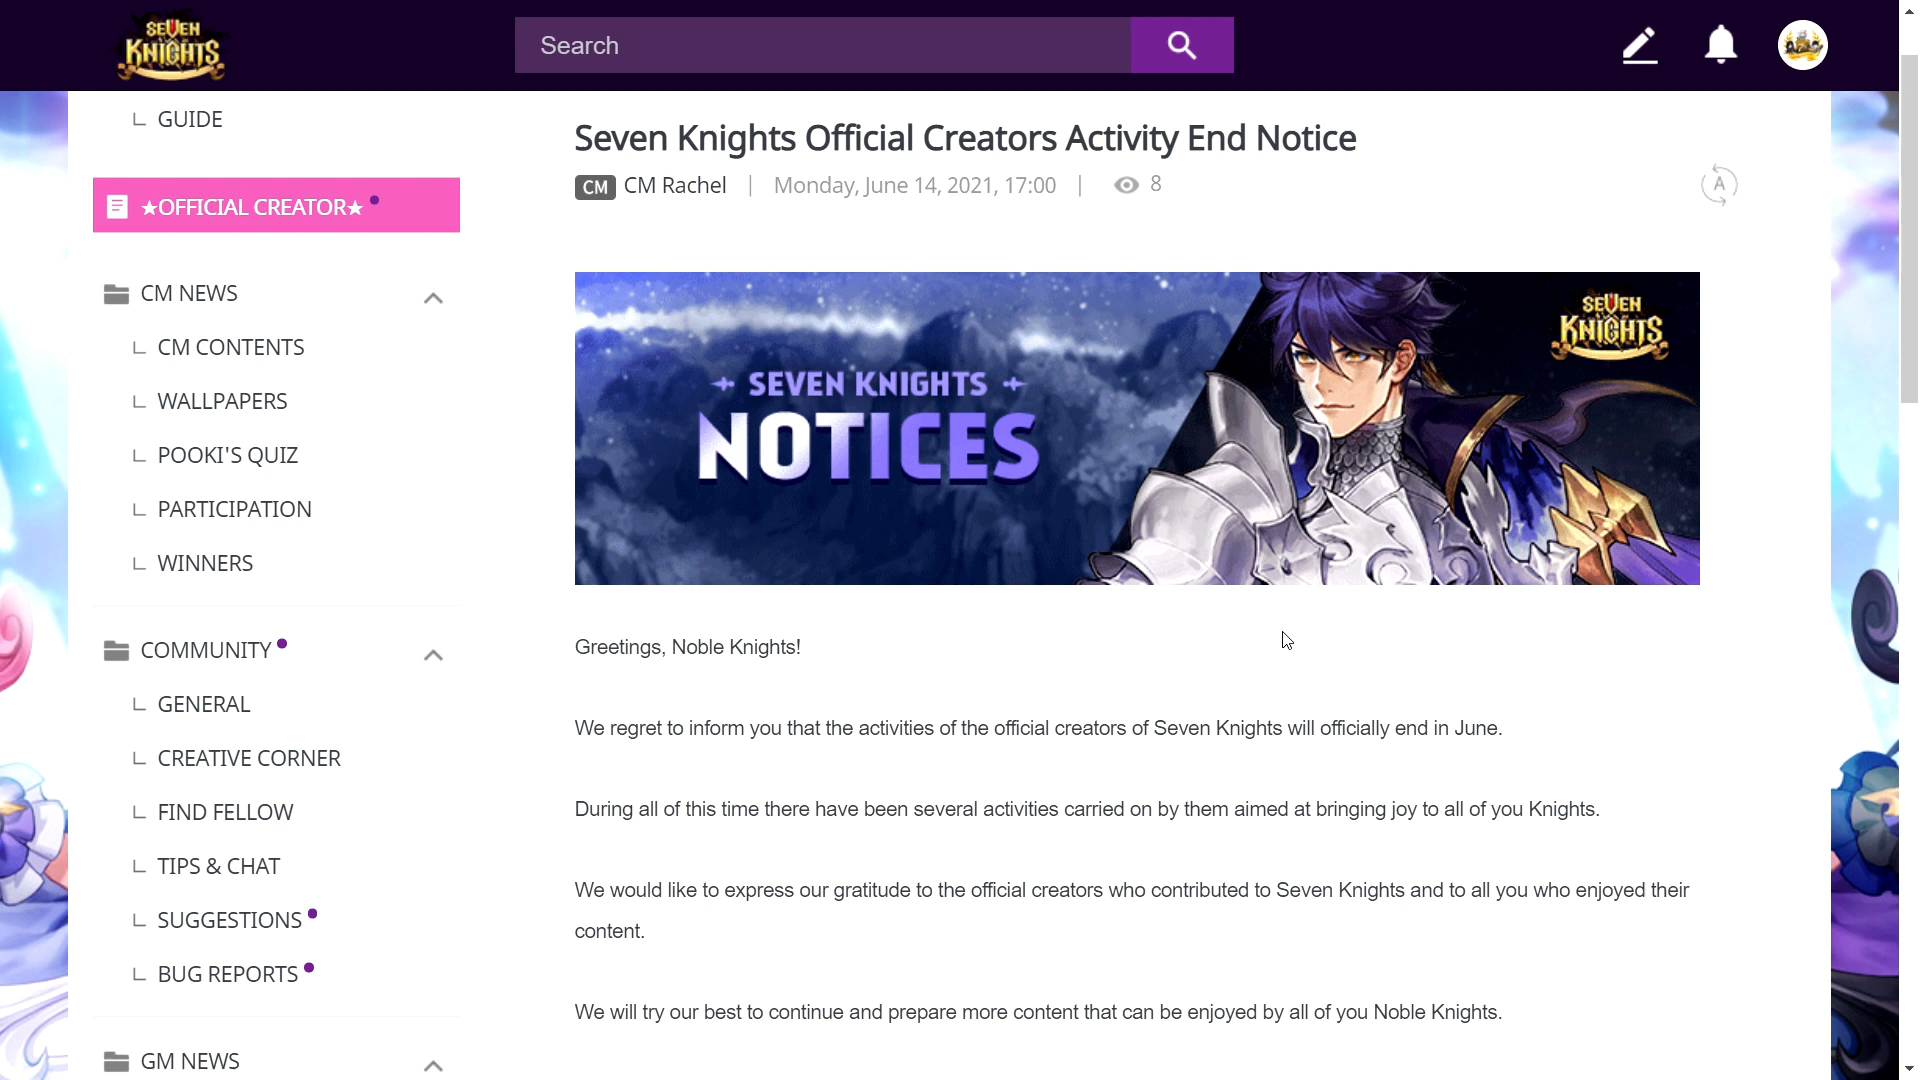 SEVEN
KNIGHTS
Search
GUIDE
★OFFICIAL CREATOR★
CM NEWS
CM CONTENTS
WALLPAPERS
POOKI'S QUIZ
PARTICIPATION
WINNERS
COMMUNITY
GENERAL
CREATIVE CORNER
FIND FELLOW
TIPS & CHAT
SUGGESTIONS
BUG REPORTS
GM NEWS
Seven Knights Official Creators Activity End Notice
CM CM Rachel | Monday, June 14, 2021, 17:00 | 8
A
SEVEN KNIGHTS
NOTICES
SEVEN
KNIGHTS
Greetings, Noble Knights!
We regret to inform you that the activities of the official creators of Seven Knights will officially end in June.
During all of this time there have been several activities carried on by them aimed at bringing joy to all of you Knights.
We would like to express our gratitude to the official creators who contributed to Seven Knights and to all you who enjoyed their
content.
We will try our best to continue and prepare more content that can be enjoyed by all of you Noble Knights.